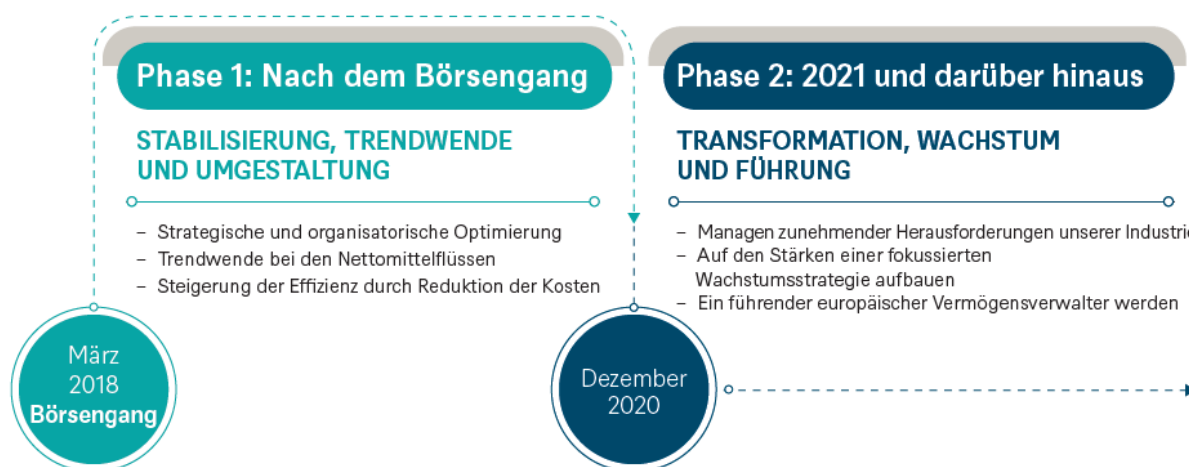 Phase 1: Nach dem Börsengang
STABILISIERUNG, TRENDWENDE
UND UMGESTALTUNG
– Strategische und organisatorische Optimierung
– Trendwende bei den Nettomittelflüssen
– Steigerung der Effizienz durch Reduktion der Kosten
März
2018
Börsengang
Phase 2: 2021 und darüber hinaus
TRANSFORMATION, WACHSTUM
UND FÜHRUNG
– Managen zunehmender Herausforderungen unserer Industrie
– Auf den Stärken einer fokussierten
Wachstumsstrategie aufbauen
– Ein führender europäischer Vermögensverwalter werden
Dezember
2020